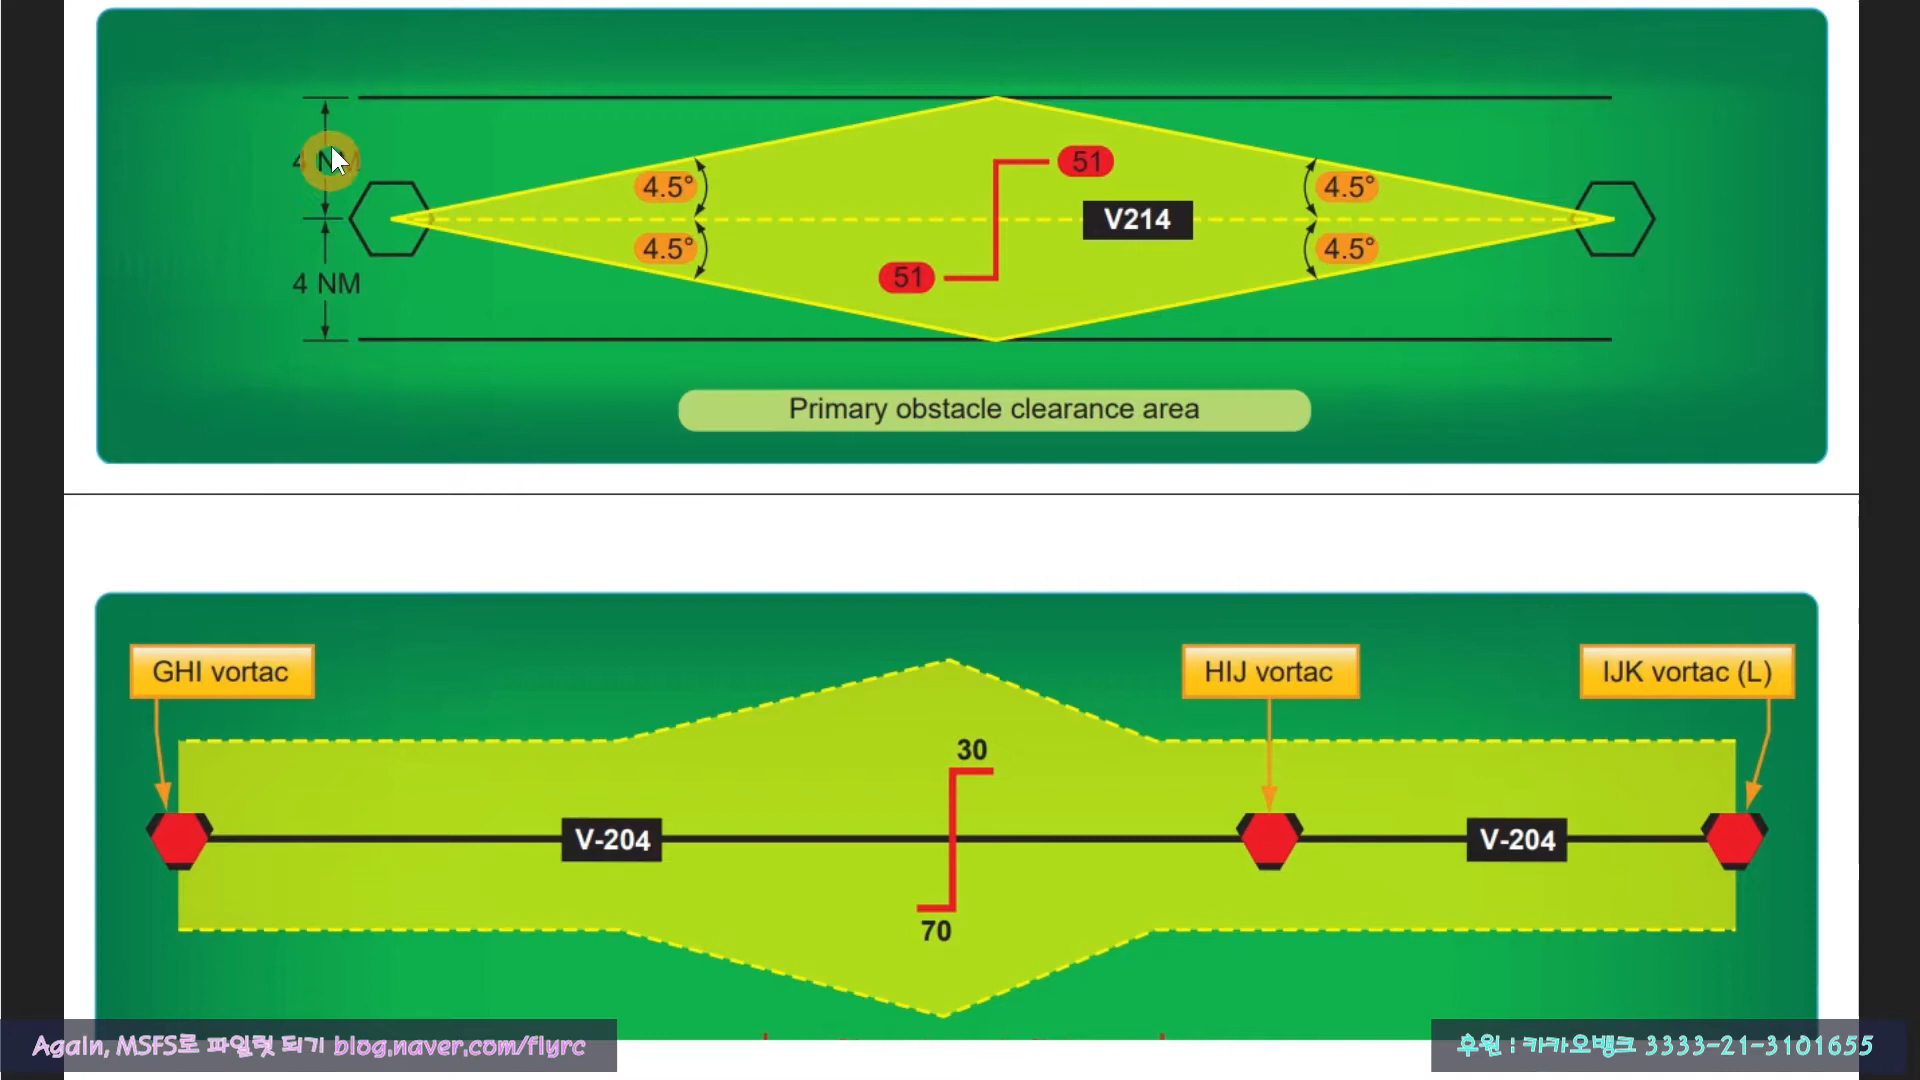 4 NM
4.5°
4.5°
51
V214
4.5°
4.5°
51
4 NM
Primary obstacle clearance area
GHI vortac
HIJ vortac
IJK vortac (L)
30
V-204
V-204
70
Again, MSFS로 파일럿 되기 blog.naver.com/flyrc
후원 : 카카오뱅크 3333-21-3101655